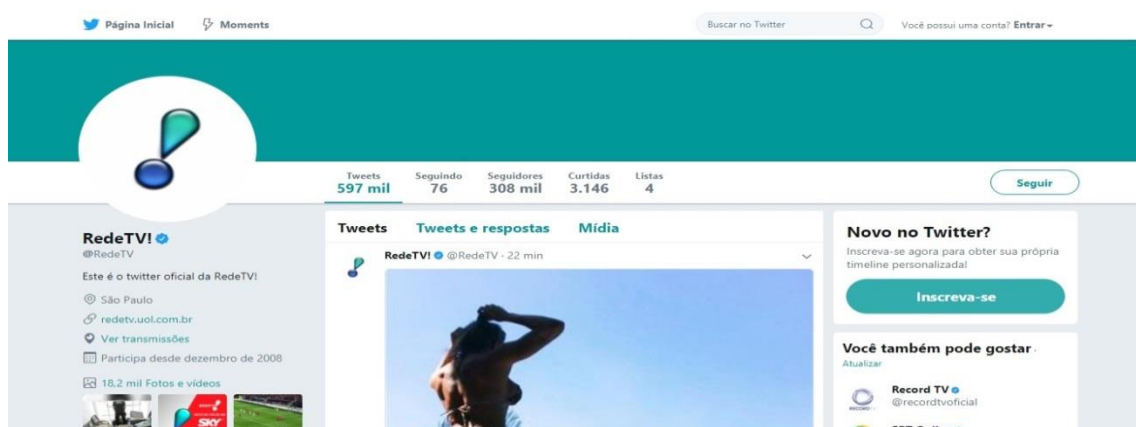 Página Inicial Moments Buscar no Twitter Você possui uma conta? Entrar
Tweets Seguindo Seguidores Curtidas Listas
597 mil 76 308 mil 3.146 4
Seguir
RedeTV!
@RedeTV
Este é o twitter oficial da RedeTV!
São Paulo
redetv.uol.com.br
Ver transmissões
Participa desde dezembro de 2008
18,2 mil Fotos e vídeos
SKY
Tweets Tweets e respostas Mídia
RedeTV! @RedeTV · 22 min
Novo no Twitter?
Inscreva-se agora para obter sua própria
timeline personalizada!
Inscreva-se
Você também pode gostar ·
Atualizar
Record TV
@recordtvoficial